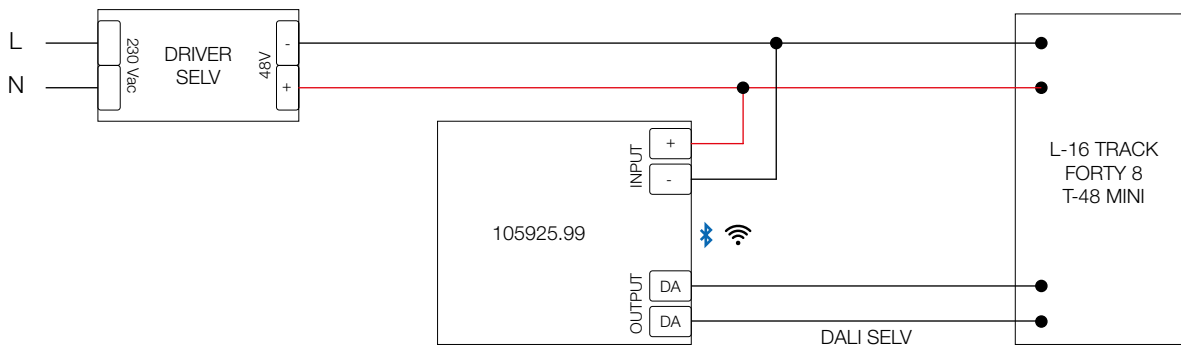 L
N
230 Vac
DRIVER
SELV
48V
-
+
INPUT
+
-
105925.99
OUTPUT
DA
DA
DALI SELV
L-16 TRACK
FORTY 8
T-48 MINI